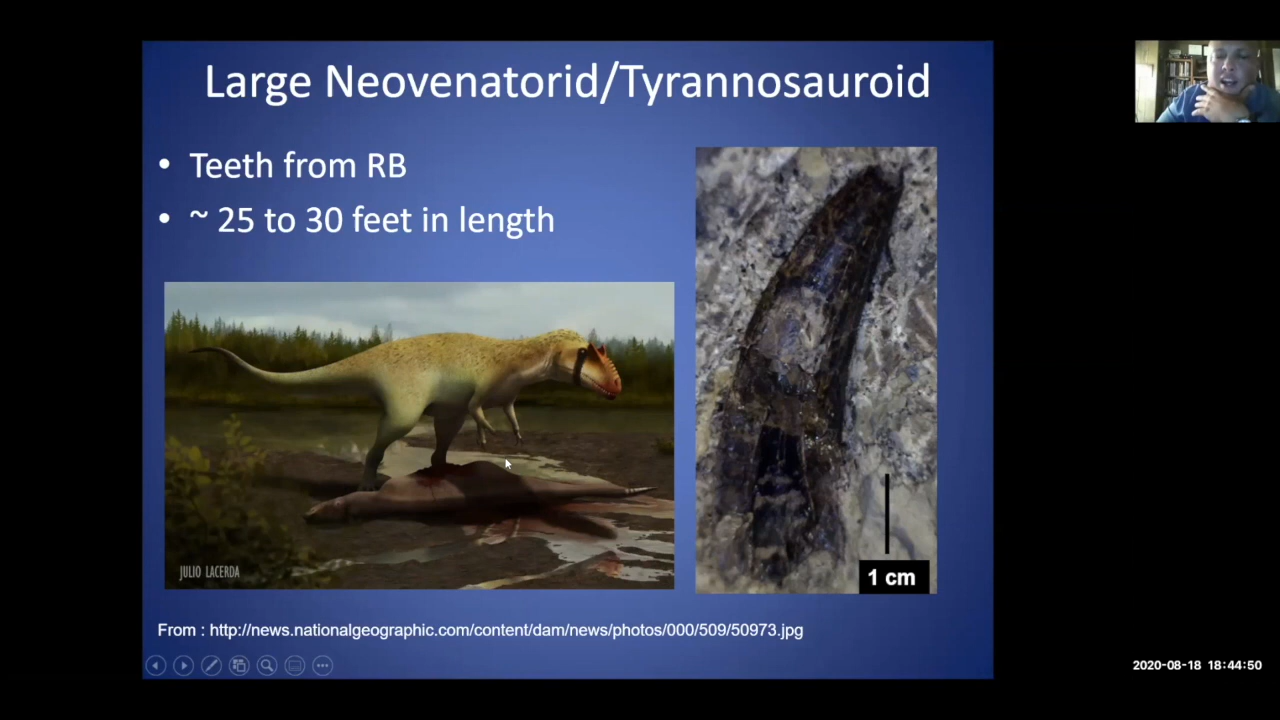 Large Neovenatorid/Tyrannosauroid
• Teeth from RB
• ~ 25 to 30 feet in length
JULIO LACERDA
1 cm
From : http://news.nationalgeographic.com/content/dam/news/photos/000/509/50973.jpg
2020-08-18 18:44:50